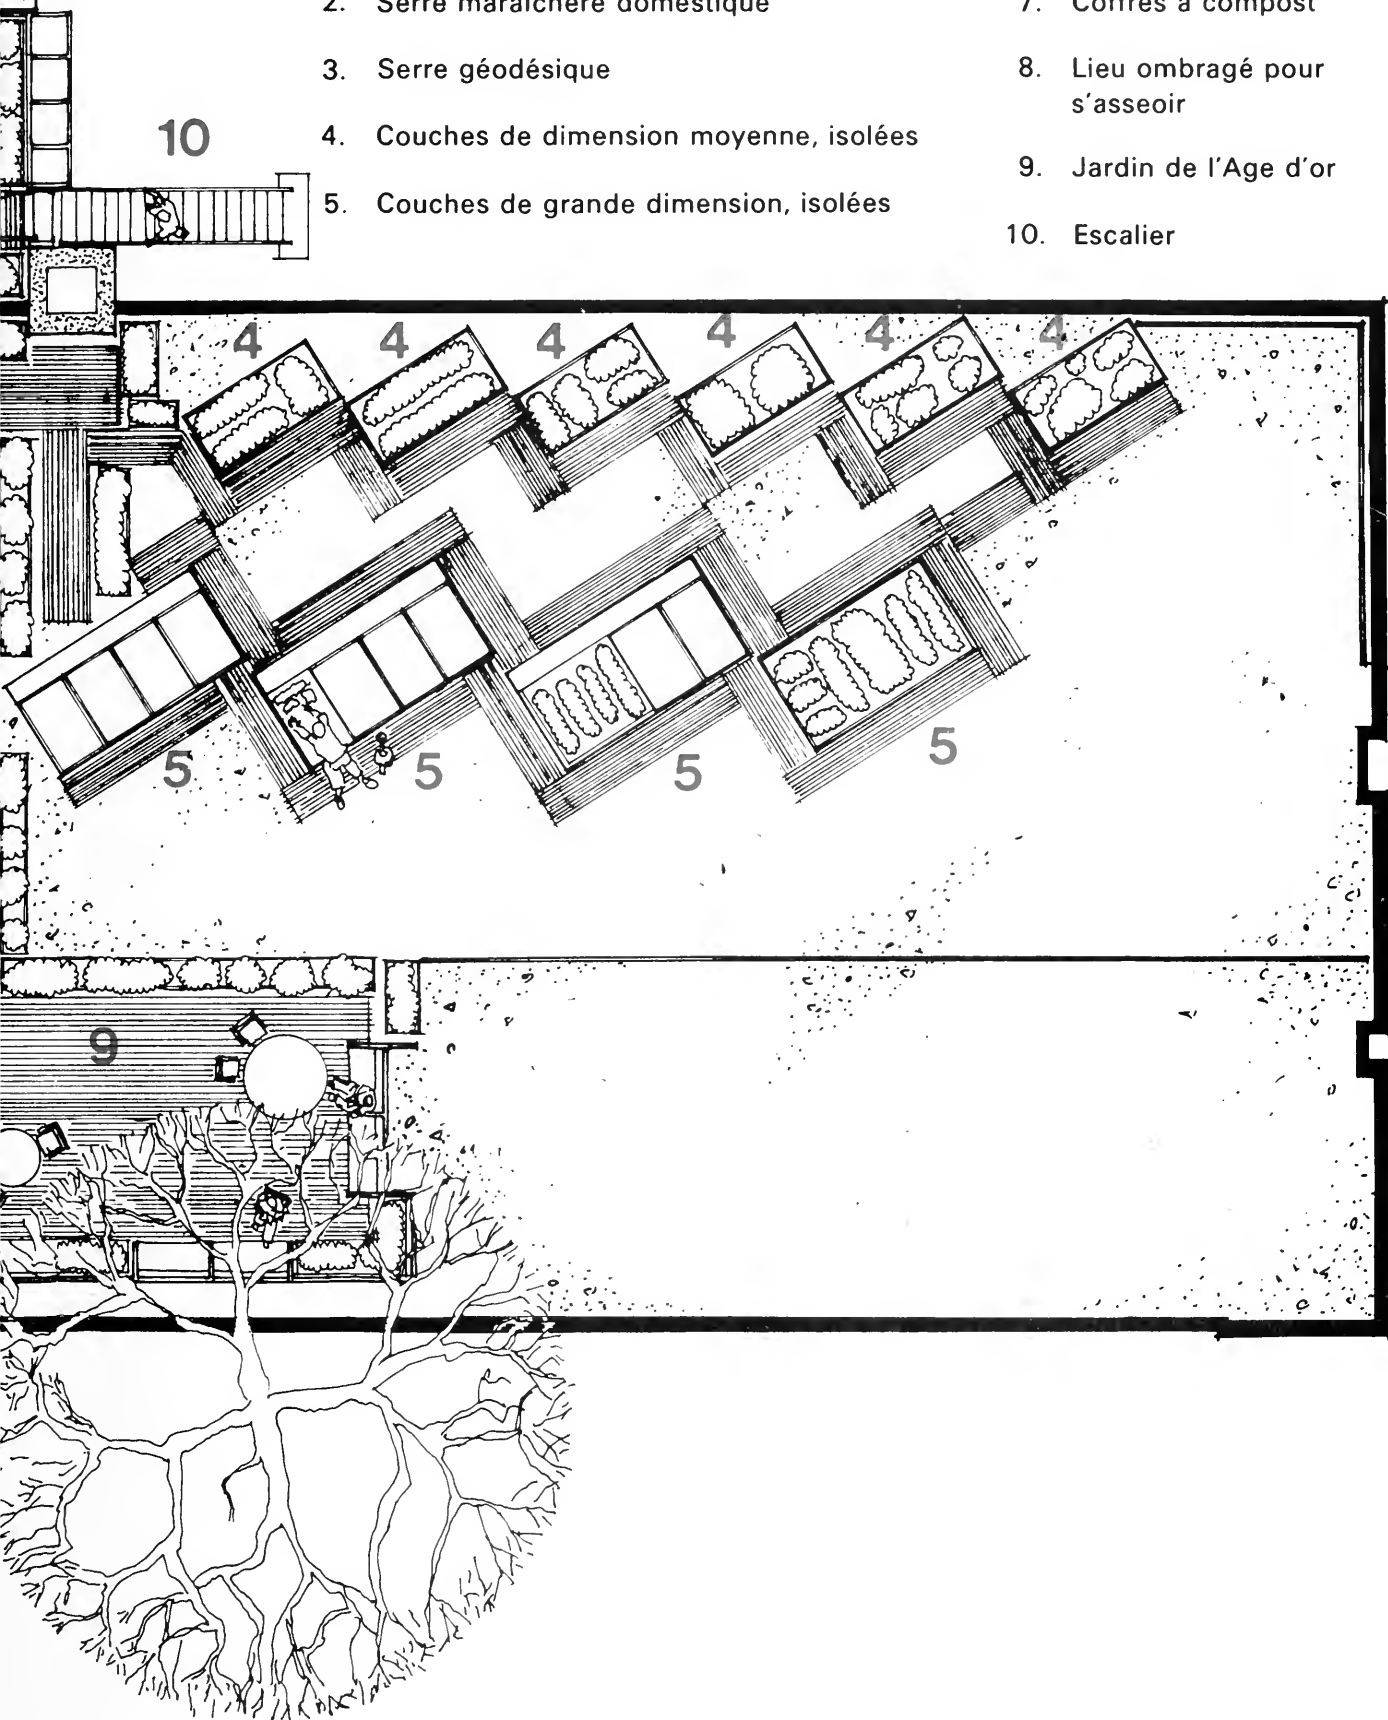 2. Serre maraîchère domestique
3. Serre géodésique
4. Couches de dimension moyenne, isolées
5. Couches de grande dimension, isolées
7. Coffres à compost
8. Lieu ombragé pour
s'asseoir
9. Jardin de l'Age d'or
10. Escalier
10
4 4 4 4 4 4
5 5 5 5
9